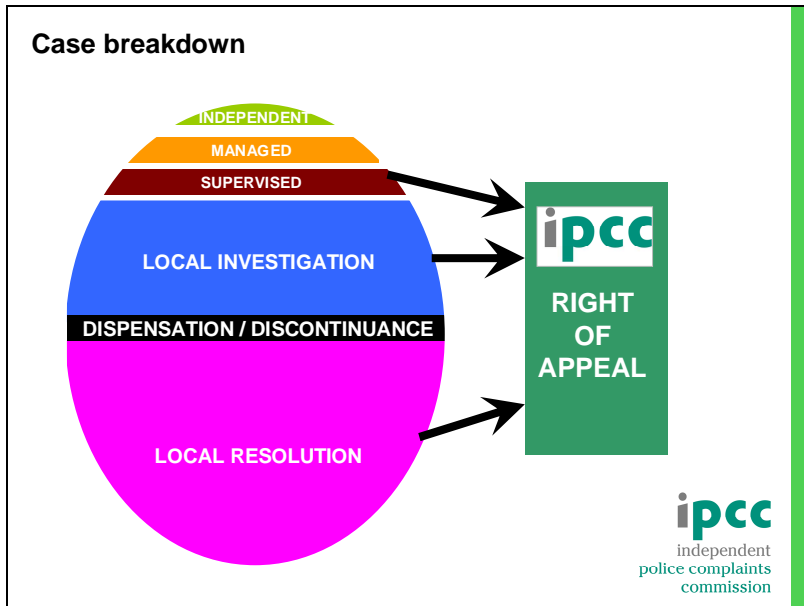 Case breakdown
INDEPENDENT
MANAGED
SUPERVISED
LOCAL INVESTIGATION
DISPENSATION / DISCONTINUANCE
LOCAL RESOLUTION
ipcc
RIGHT
OF
APPEAL
ipcc
independent
police complaints
commission